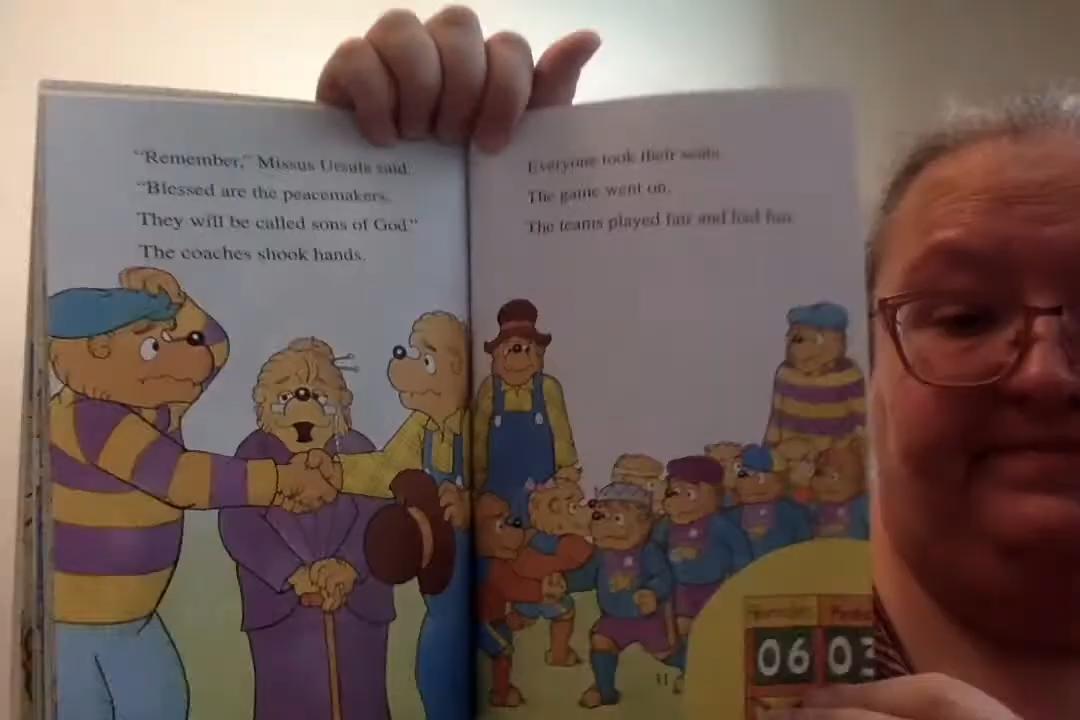 "Remember," Missus Ursula said.
"Blessed are the peacemakers.
They will be called sons of God."
The coaches shook hands.
Everyone took their seats.
The game went on.
The teams played fair and had fun.
06 03
31